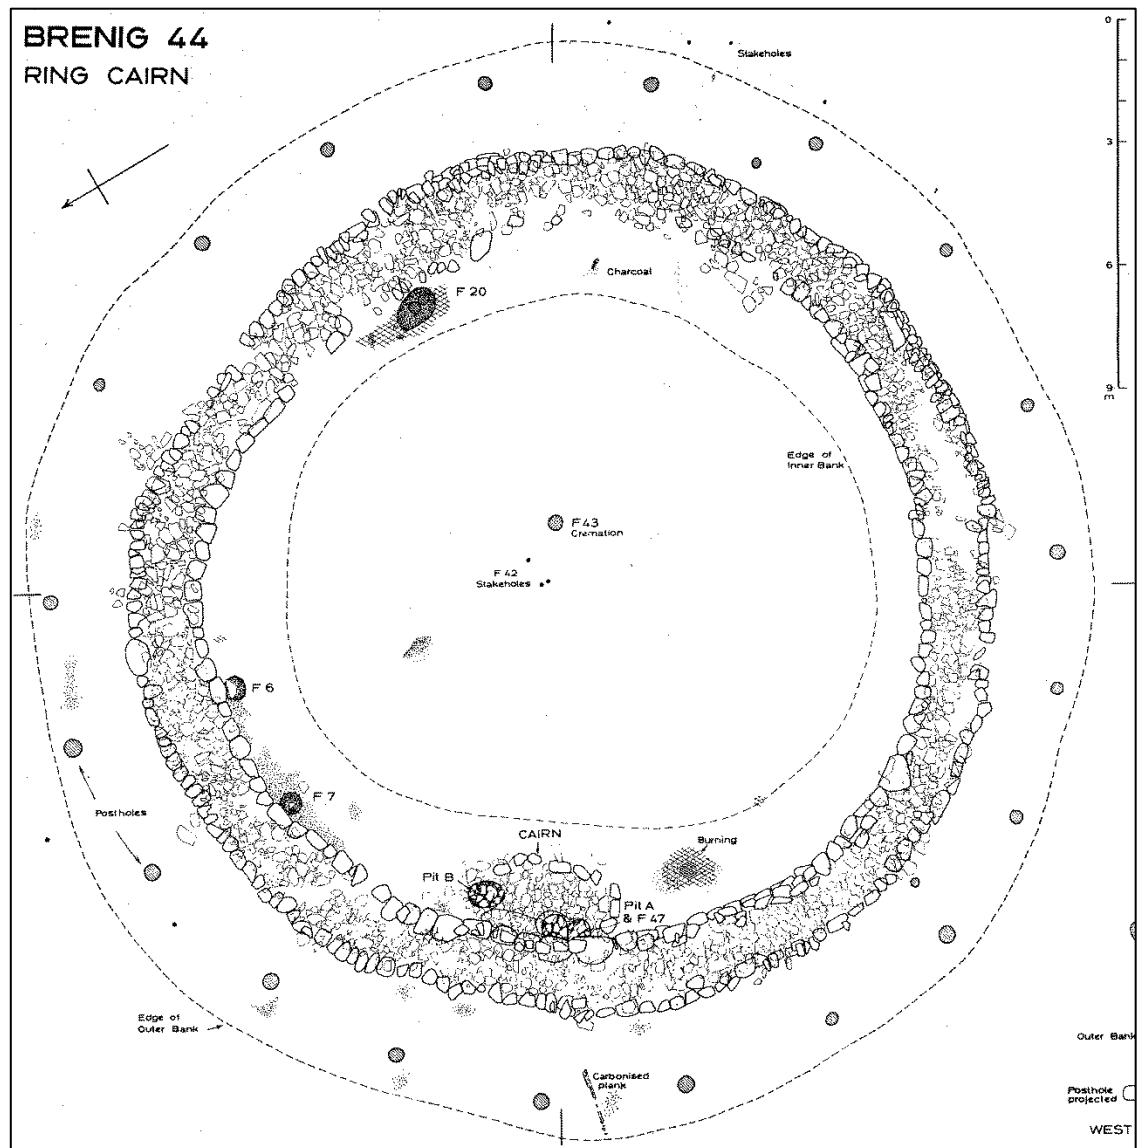 BRENIG 44
RING CAIRN
0
Stakeholes
3
6
F 20
Charcoal
9
m
Edge of
Inner Bank
F43
Cremation
F 42
Stakeholes
F 6
F 7
Postholes
CAIRN
Burning
Pit B
Pit A
& F 47
Edge of
Outer Bank
Carbonised
plank
Outer Bank
Posthole
projected
WEST